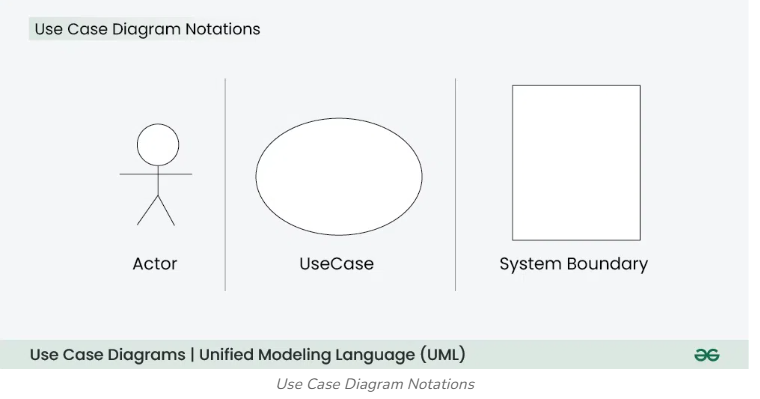 Use Case Diagram Notations
Actor
UseCase
System Boundary
Use Case Diagrams | Unified Modeling Language (UML)
Use Case Diagram Notations